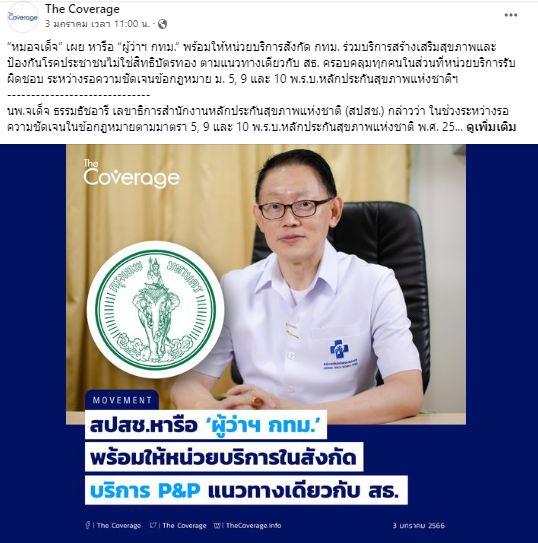 The Coverage
3 มกราคม เวลา 11:00 น. ·
“หมอจเด็จ” เผย หารือ “ผู้ว่าฯ กทม.” พร้อมให้หน่วยบริการสังกัด กทม. ร่วมบริการสร้างเสริมสุขภาพและ
ป้องกันโรคประชาชนไม่ใช่สิทธิบัตรทอง ตามแนวทางเดียวกับ สธ. ครอบคลุมทุกคนในส่วนที่หน่วยบริการรับ
ผิดชอบ ระหว่างรอความชัดเจนข้อกฎหมาย ม. 5, 9 และ 10 พ.ร.บ.หลักประกันสุขภาพแห่งชาติฯ
------------------------------
นพ.จเด็จ ธรรมธัชอารี เลขาธิการสำนักงานหลักประกันสุขภาพแห่งชาติ (สปสช.) กล่าวว่า ในช่วงระหว่างรอ
ความชัดเจนในข้อกฎหมายตามมาตรา 5, 9 และ 10 พ.ร.บ.หลักประกันสุขภาพแห่งชาติ พ.ศ. 25... ดูเพิ่มเติม
The
Coverage
กรุงเทพมหานคร
MOVEMENT
สปสช.หารือ ‘ผู้ว่าฯ กทม.’
พร้อมให้หน่วยบริการในสังกัด
บริการ P&P แนวทางเดียวกับ สธ.
The Coverage
The Coverage
TheCoverage.info
3 มกราคม 2566